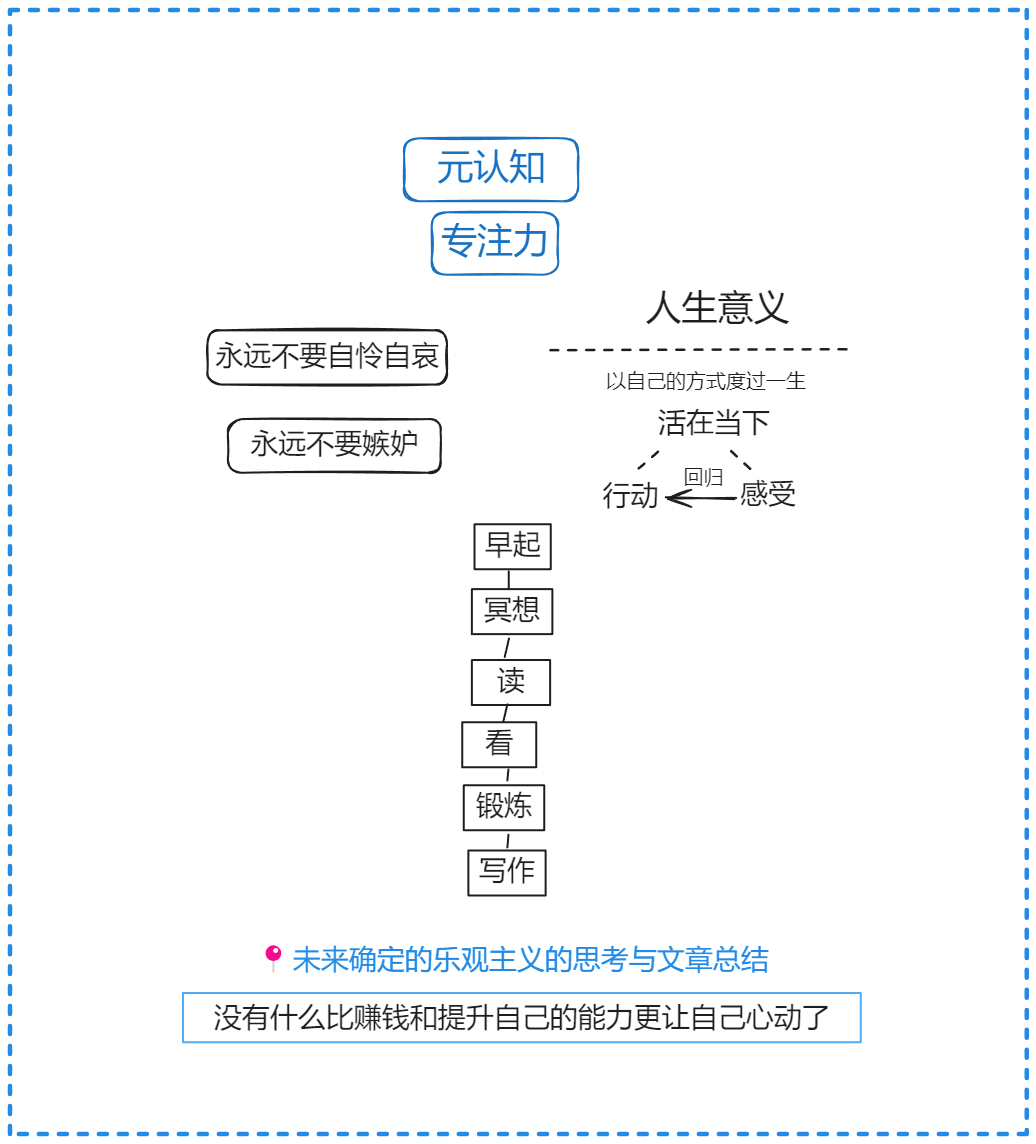 元认知
专注力
人生意义
永远不要自怜自哀
以自己的方式度过一生
活在当下
永远不要嫉妒
回归
行动
感受
早起
冥想
读
看
锻炼
写作
未来确定的乐观主义的思考与文章总结
没有什么比赚钱和提升自己的能力更让自己心动了